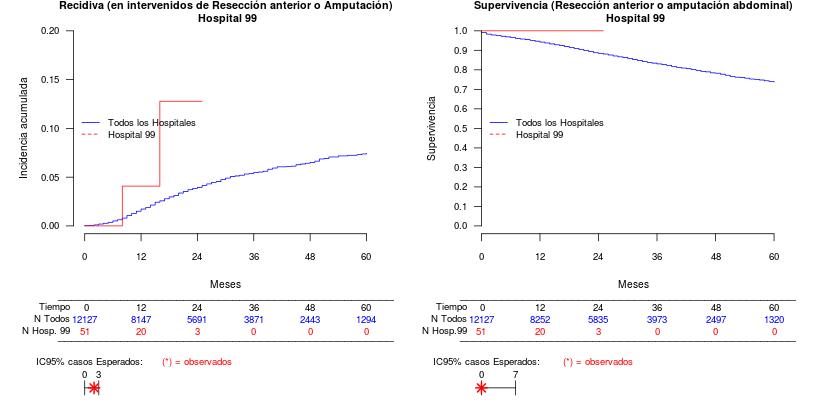 Recidiva (en intervenidos de Resección anterior o Amputación)
Hospital 99
Incidencia acumulada
0.20
0.15
0.10
0.05
0.00
Todos los Hospitales
Hospital 99
0 12 24 36 48 60
Meses
Tiempo 0 12 24 36 48 60
N Todos 12127 8147 5691 3871 2443 1294
N Hosp. 99 51 20 3 0 0 0
IC95% casos Esperados: (*) = observados
0 3
Supervivencia (Resección anterior o amputación abdominal)
Hospital 99
Supervivencia
1.0
0.9
0.8
0.7
0.6
0.5
0.4
0.3
0.2
0.1
0.0
Todos los Hospitales
Hospital 99
0 12 24 36 48 60
Meses
Tiempo 0 12 24 36 48 60
N Todos 12127 8252 5835 3973 2497 1320
N Hosp.99 51 20 3 0 0 0
IC95% casos Esperados: (*) = observados
0 7